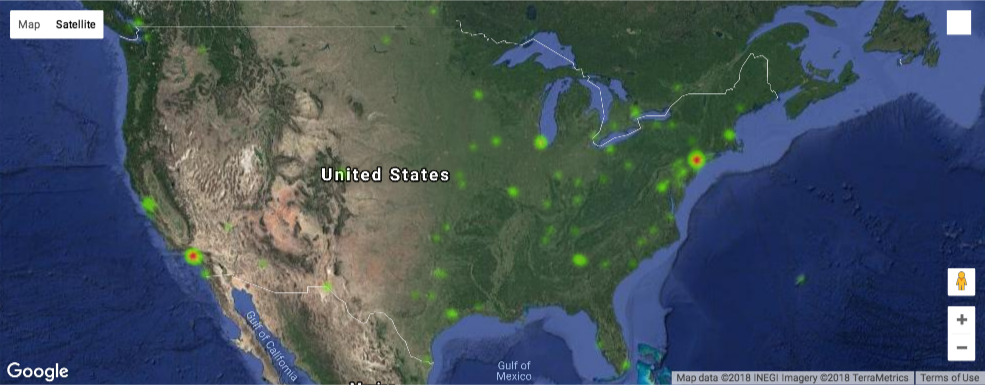 Map Satellite
United States
Gulf of California
Gulf of
Mexico
Google
Map data ©2018 INEGI Imagery ©2018 TerraMetrics Terms of Use